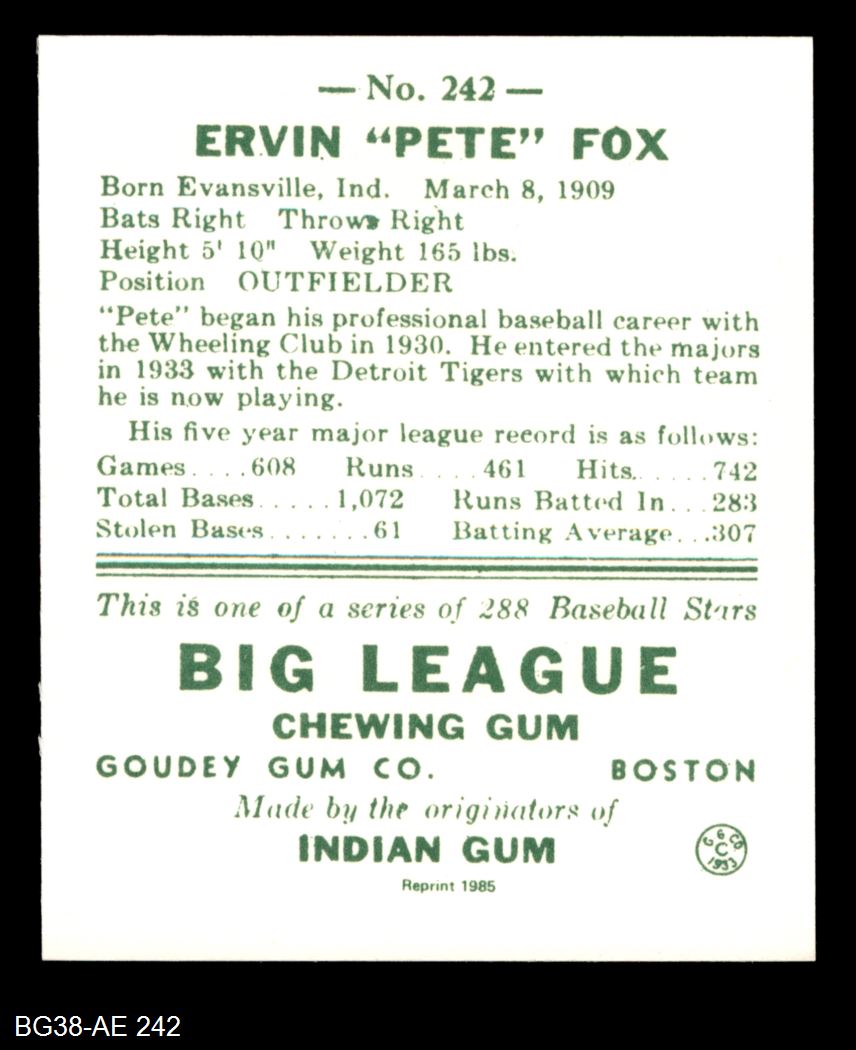 — No. 242 —
ERVIN “PETE” FOX
Born Evansville, Ind. March 8, 1909
Bats Right Throws Right
Height 5' 10" Weight 165 lbs.
Position OUTFIELDER
“Pete” began his professional baseball career with
the Wheeling Club in 1930. He entered the majors
in 1933 with the Detroit Tigers with which team
he is now playing.
His five year major league record is as follows:
Games....608 Runs....461 Hits......742
Total Bases.....1,072 Runs Batted In...283
Stolen Bases.......61 Batting Average...307
This is one of a series of 288 Baseball Stars
BIG LEAGUE
CHEWING GUM
GOUDEY GUM CO. BOSTON
Made by the originators of
INDIAN GUM
G. G. CO.
C
1933
Reprint 1985
BG38-AE 242